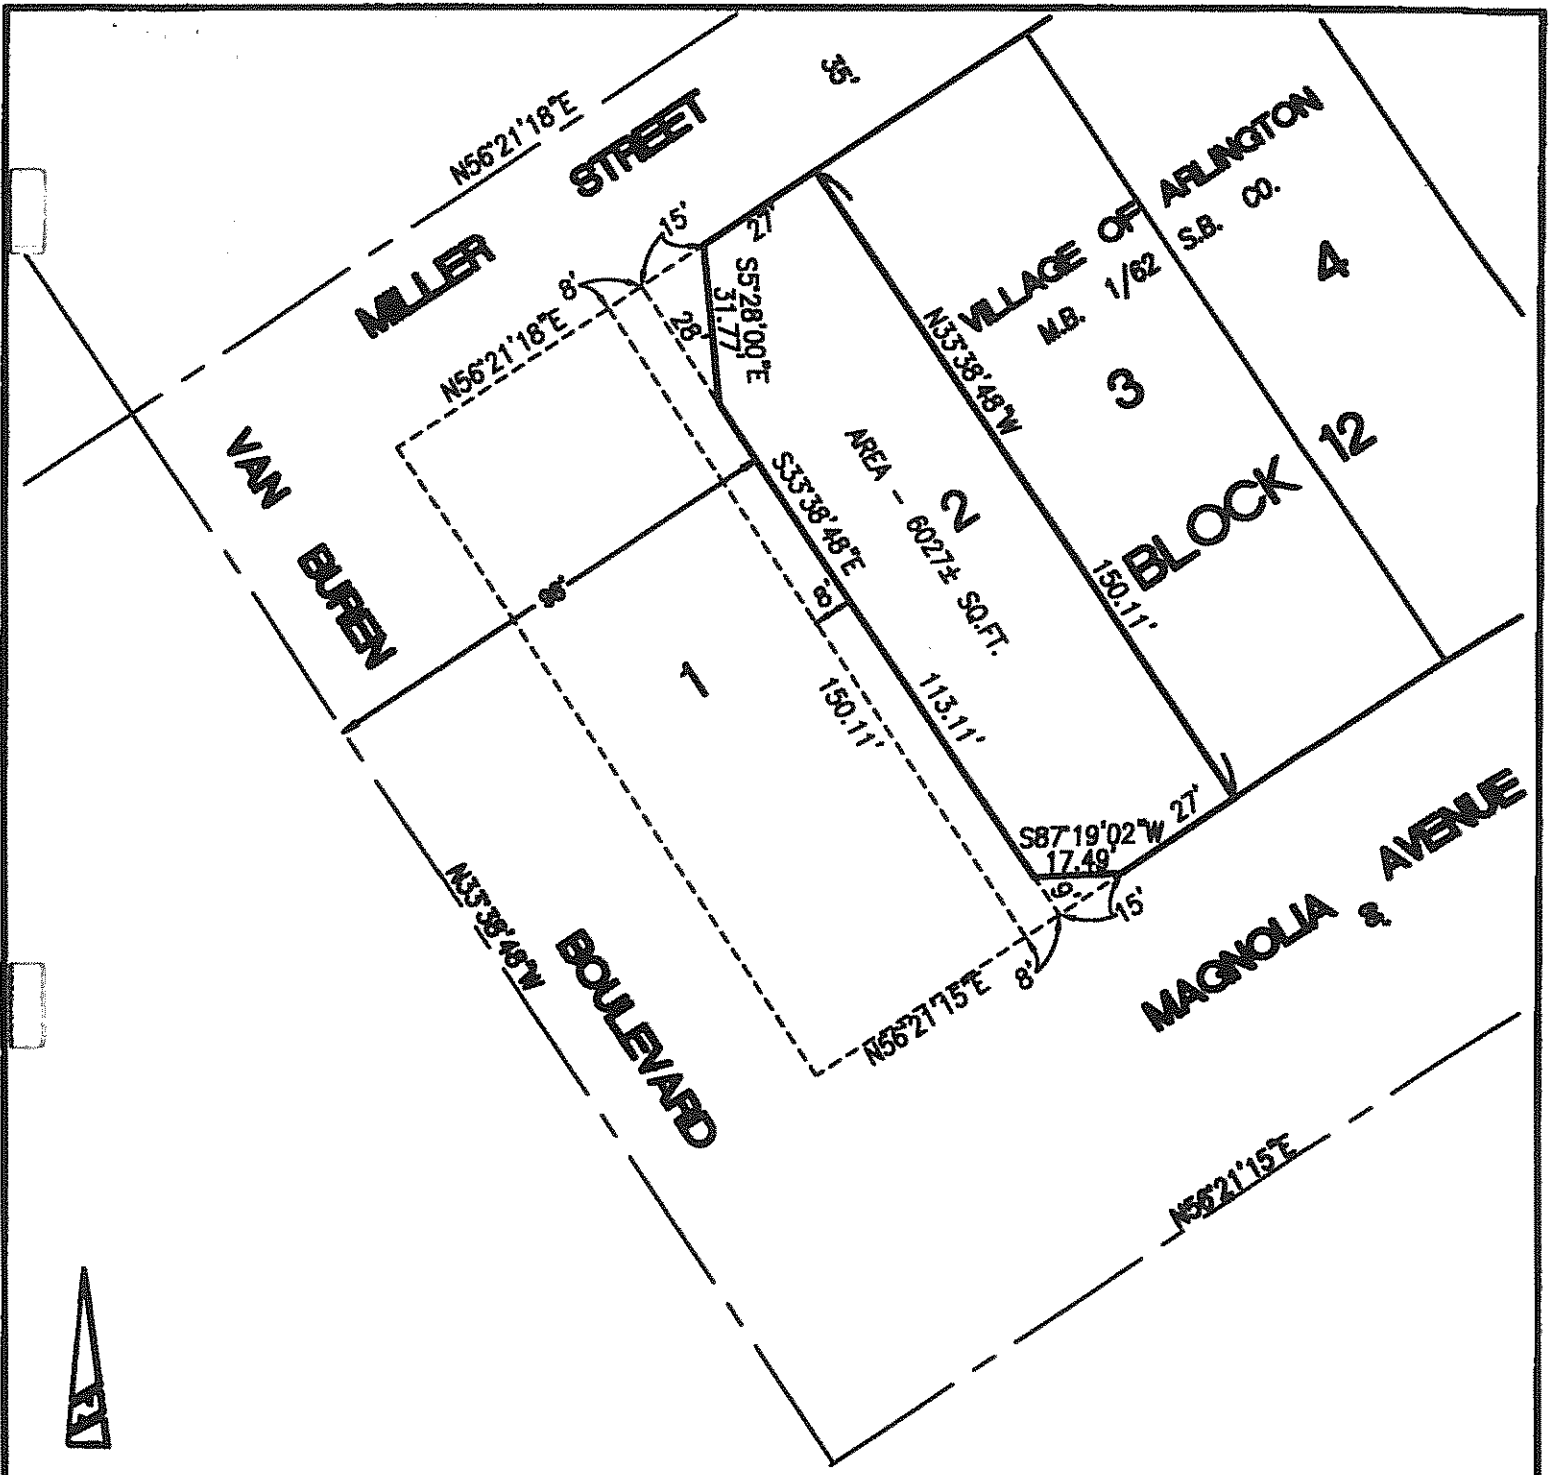 35'
N56°21'18"E
MILLER STREET
15'
27'
8'
28'
S5°28'00"E
31.77'
N56°21'18"E
VILLAGE OF ARLINGTON
M.B. 1/62 S.B. CO.
4
3
N33°38'48"W
BLOCK 12
VAN BUREN BOULEVARD
S33°38'48"E
AREA - 6027± SQ.FT.
2
8'
1
150.11'
150.11'
113.11'
27'
S87°19'02"W
17.49'
15'
8'
N56°21'15"E
MAGNOLIA AVENUE
N33°38'48"W
N56°21'15"E
N